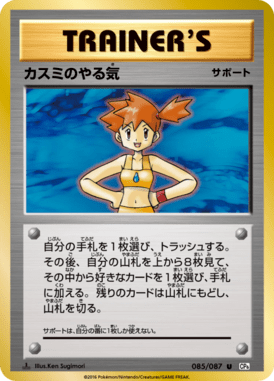 TRAINER'S
カスミのやる気 サポート
自分の手札を1枚選び、トラッシュする。
その後、自分の山札を上から8枚見て、
その中から好きなカードを1枚選び、手札
に加える。残りのカードは山札にもどし、
山札を切る。
サポートは、自分の番に1枚しか使えない。
Illus.Ken Sugimori 085/087 U CP6
©2016 Pokémon/Nintendo/Creatures/GAME FREAK.